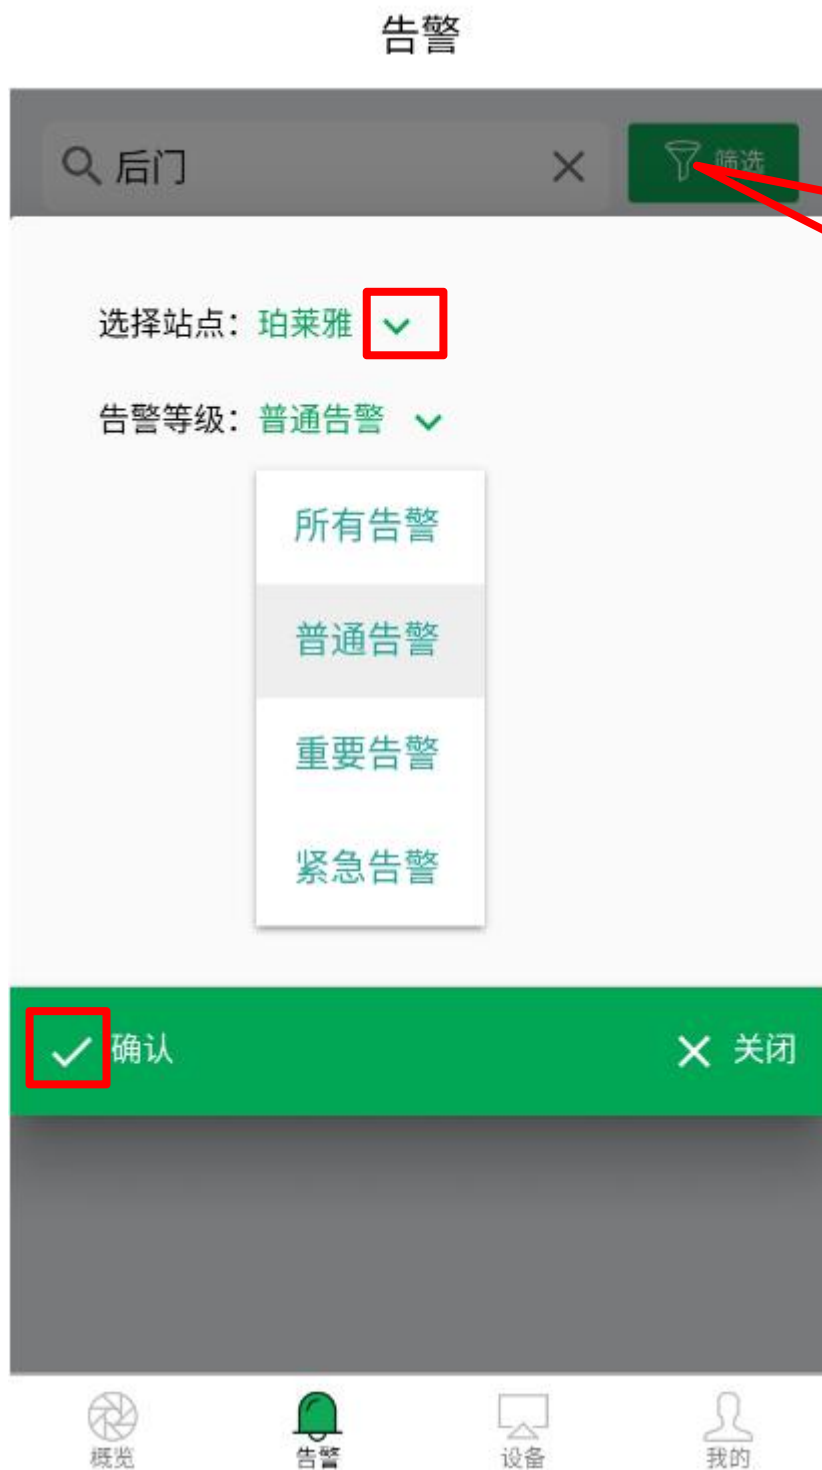 告警
后门
筛选
选择站点：珀莱雅
告警等级：普通告警
所有告警
普通告警
重要告警
紧急告警
确认 关闭
概览 告警 设备 我的